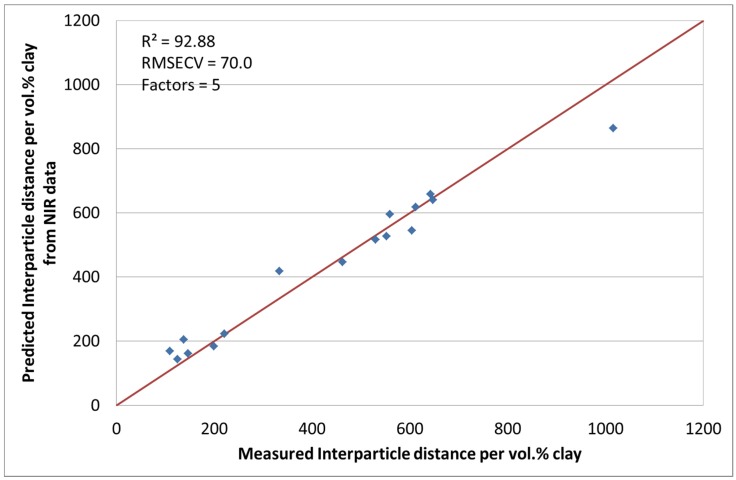 R² = 92.88
RMSECV = 70.0
Factors = 5
Predicted Interparticle distance per vol.% clay
from NIR data
1200
1000
800
600
400
200
0
0 200 400 600 800 1000 1200
Measured Interparticle distance per vol.% clay